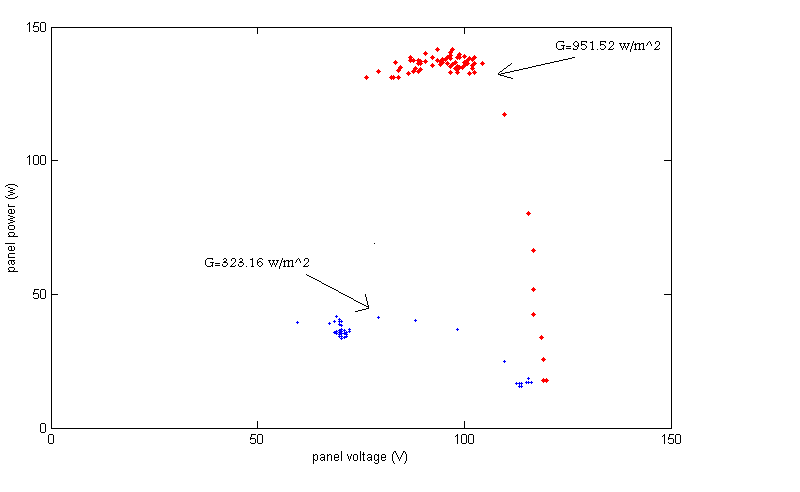 150
G=951.52 w/m^2
100
panel power (w)
G=323.16 w/m^2
50
0
0
50
100
150
panel voltage (V)